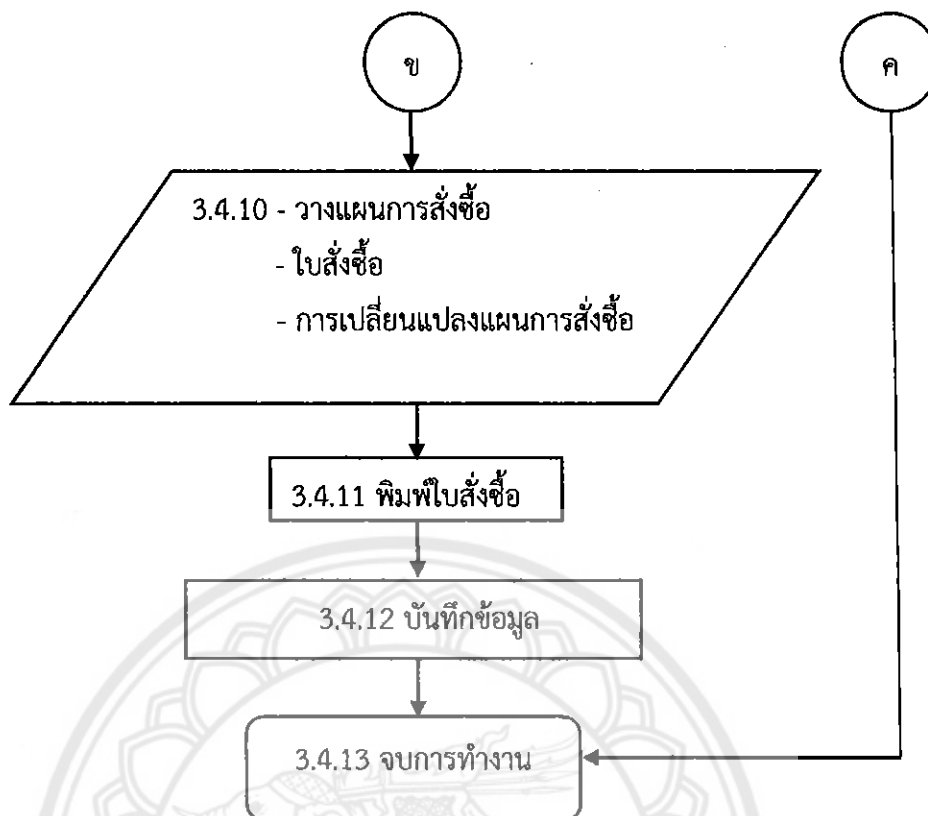 ข
ค
3.4.10 - วางแผนการสั่งซื้อ
- ใบสั่งซื้อ
- การเปลี่ยนแปลงแผนการสั่งซื้อ
3.4.11 พิมพ์ใบสั่งซื้อ
3.4.12 บันทึกข้อมูล
3.4.13 จบการทำงาน